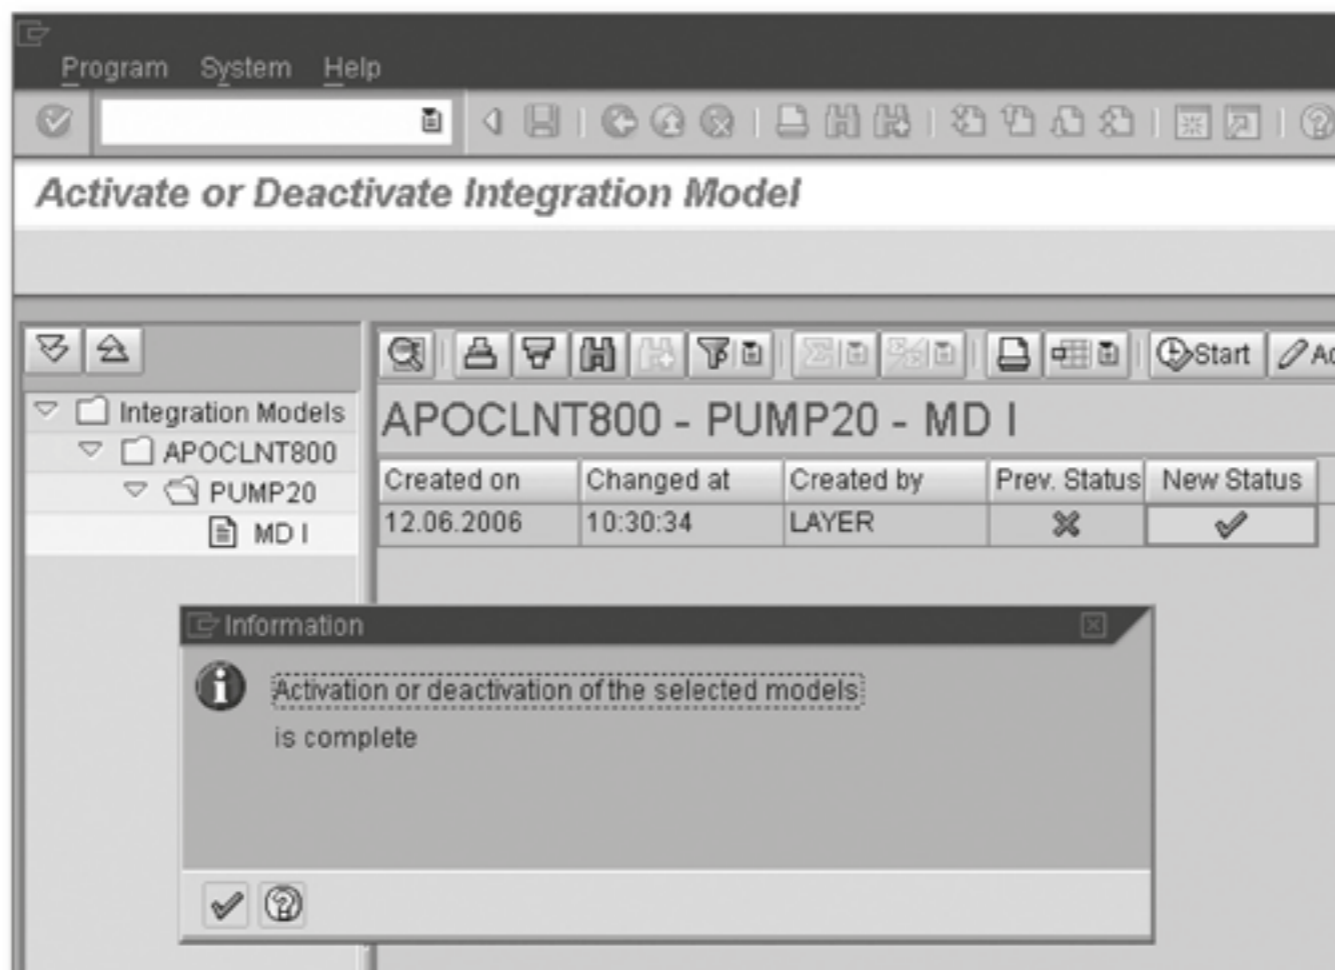 Program System Help
Activate or Deactivate Integration Model
Start
Integration Models
APOCLNT800
PUMP20
MD I
APOCLNT800 - PUMP20 - MD I
Created on Changed at Created by Prev. Status New Status
12.06.2006 10:30:34 LAYER
Information
Activation or deactivation of the selected models
is complete